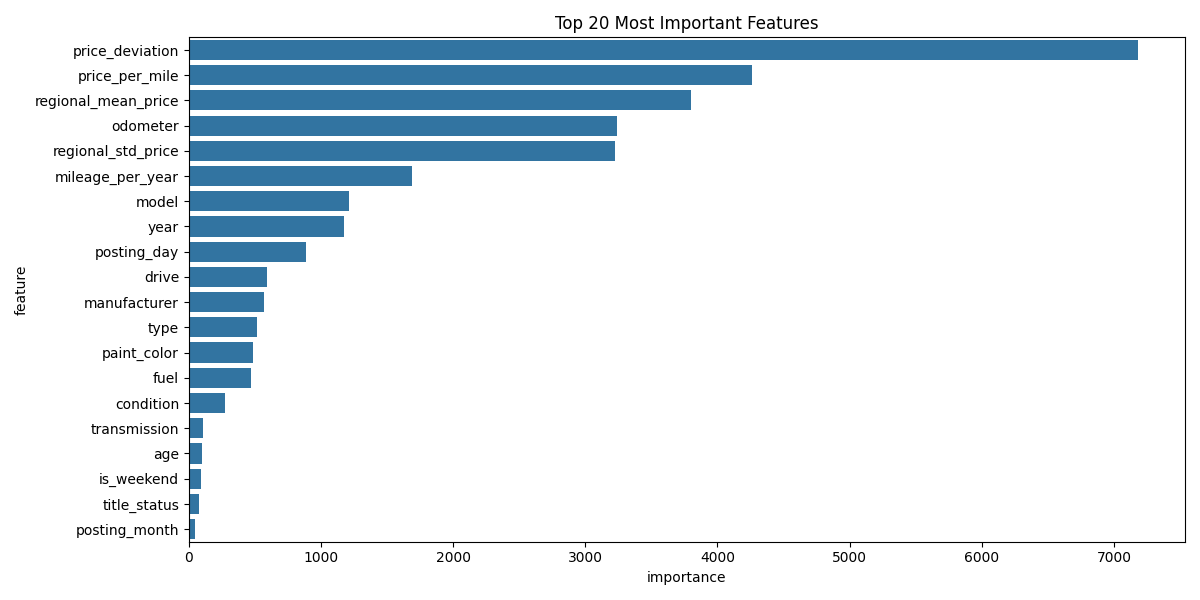 Top 20 Most Important Features
price_deviation
price_per_mile
regional_mean_price
odometer
regional_std_price
mileage_per_year
model
year
posting_day
drive
manufacturer
type
paint_color
fuel
condition
transmission
age
is_weekend
title_status
posting_month
feature
0 1000 2000 3000 4000 5000 6000 7000
importance